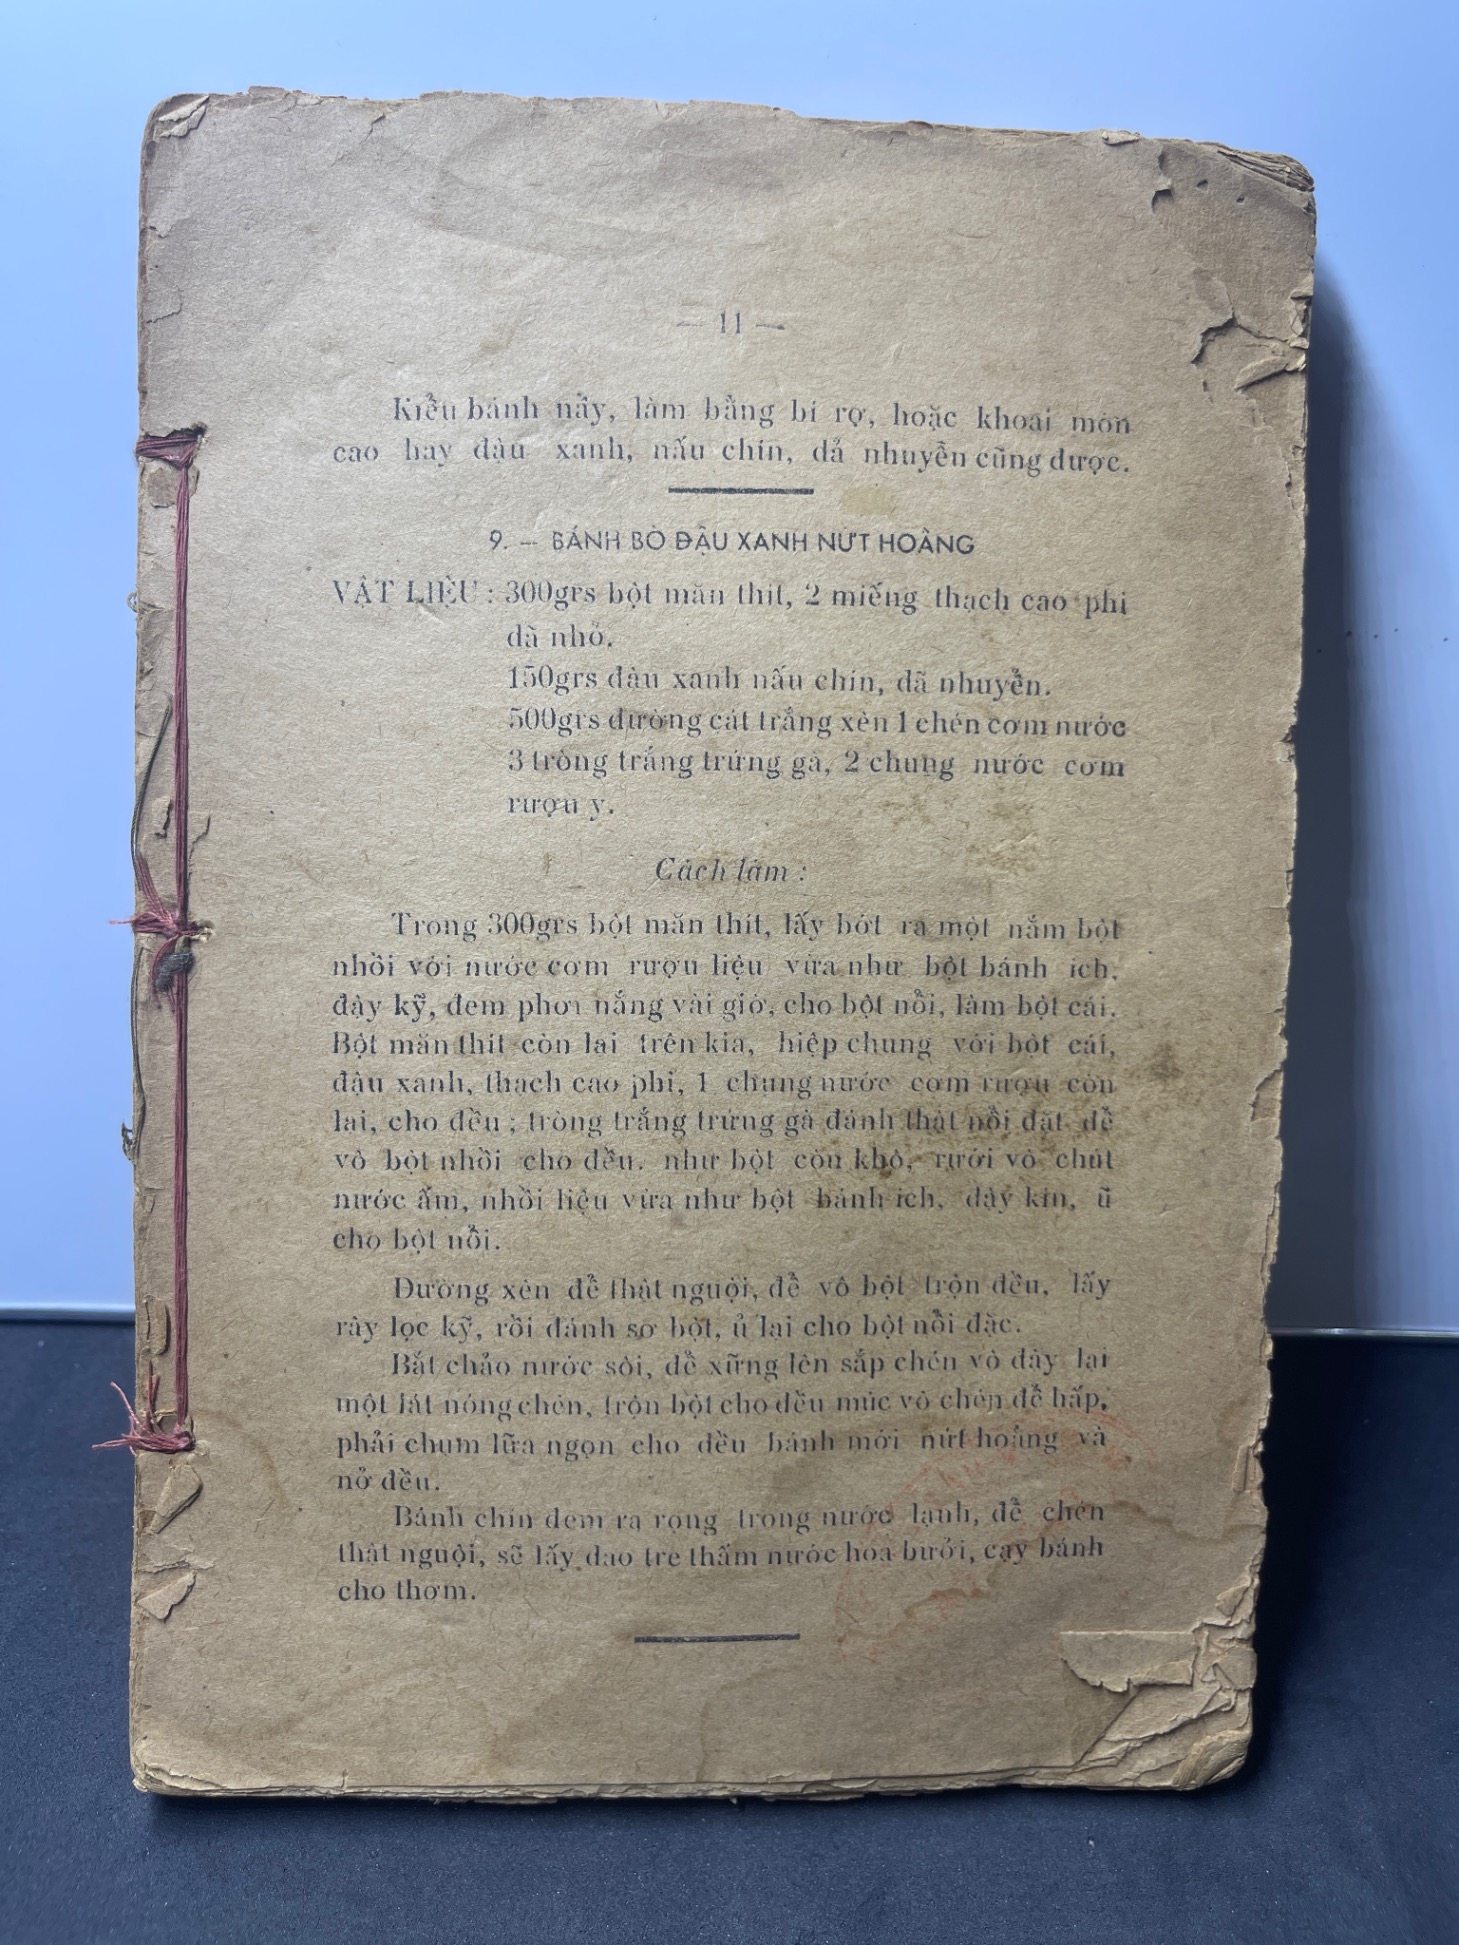 — 11 —
Kiểu bánh nầy, làm bằng bí rợ, hoặc khoai môn
cao hay đậu xanh, nấu chín, dả nhuyễn cũng được.
9. — BÁNH BÒ ĐẬU XANH NỨT HOẰNG
VẬT LIỆU : 300grs bột măn thít, 2 miếng thạch cao phi
dã nhỏ.
150grs đậu xanh nấu chín, dã nhuyển.
500grs đường cát trắng xên 1 chén cơm nước
3 tròng trắng trứng gà, 2 chung nước cơm
rượu y.
Cách làm :
Trong 300grs bột măn thít, lấy bớt ra một nắm bột
nhồi với nước cơm rượu liệu vừa như bột bánh ích,
đậy kỹ, đem phơi nắng vài giờ, cho bột nổi, làm bột cái.
Bột măn thít còn lại trên kia, hiệp chung với bột cái,
đậu xanh, thạch cao phi, 1 chung nước cơm rượu còn
lại, cho đều ; tròng trắng trứng gà đánh thật nổi đặt để
vô bột nhồi cho đều. như bột còn khô, rưới vô chút
nước ấm, nhồi liệu vừa như bột bánh ích, dậy kín, ủ
cho bột nổi.
Đường xên để thật nguội, để vô bột trộn đều, lấy
rây lọc kỹ, rồi đánh sơ bột, ủ lại cho bột nổi đặc.
Bắt chảo nước sôi, để xững lên sắp chén vô đậy lại
một lát nóng chén, trộn bột cho đều múc vô chén để hấp,
phải chụm lữa ngọn cho đều bánh mới nứt hoằng và
nở đều.
Bánh chín đem ra rọng trong nước lạnh, để chén
thật nguội, sẽ lấy dao tre thấm nước hoa bưởi, cạy bánh
cho thơm.